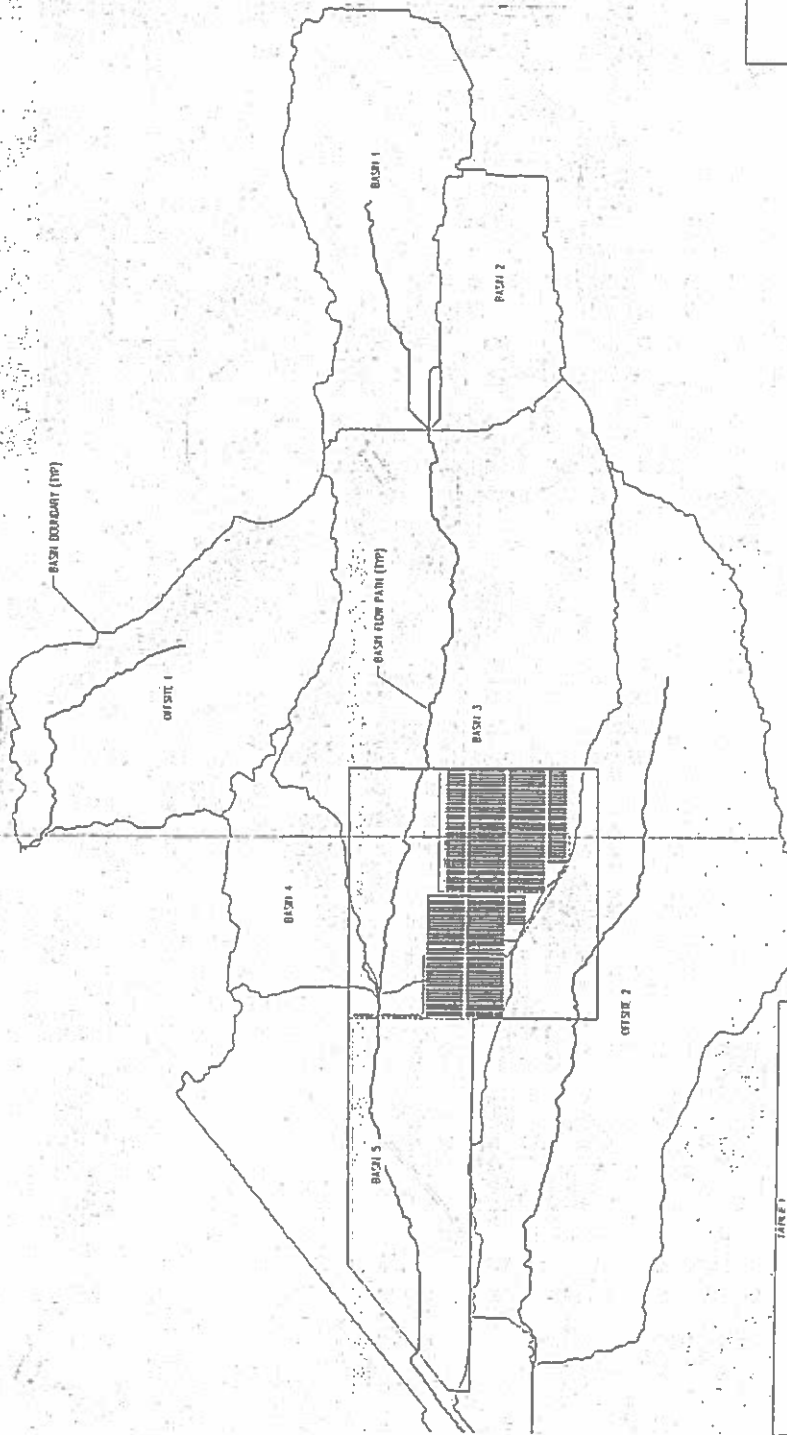 BASIN 1
BASIN 2
BASIN BOUNDARY (TYP)
BASIN FLOW PATH (TYP)
OFFSITE 1
BASIN 3
BASIN 4
OFFSITE 2
BASIN 5
TABLE 1